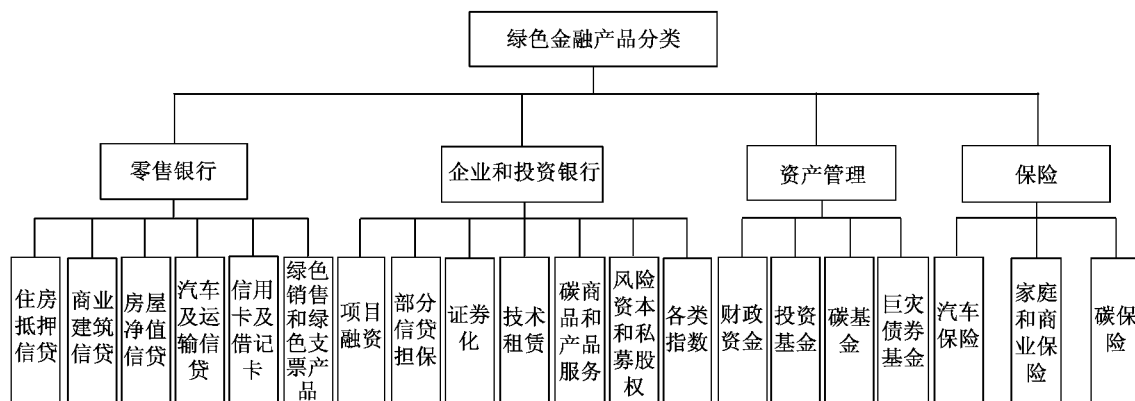 绿色金融产品分类
零售银行
企业和投资银行
资产管理
保险
住房
抵押
信贷
商业
建筑
信贷
房屋
净值
信贷
汽车
及运
输信
贷
信用
卡及
借记
卡
绿色
销售
和绿
色支
票产
品
项目
融资
部分
信贷
担保
证券
化
技术
租赁
碳商
品和
产品
服务
风险
资本
和私
募股
权
各类
指数
财政
资金
投资
基金
碳基
金
巨灾
债券
基金
汽车
保险
家庭
和商
业保
险
碳保
险